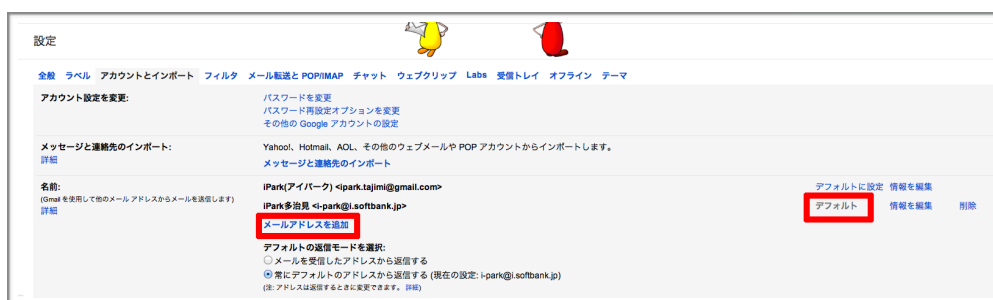 設定
全般 ラベル アカウントとインポート フィルタ メール転送と POP/IMAP チャット ウェブクリップ Labs 受信トレイ オフライン テーマ
アカウント設定を変更:
パスワードを変更
パスワード再設定オプションを変更
その他の Google アカウントの設定
メッセージと連絡先のインポート:
詳細
Yahoo!、Hotmail、AOL、その他のウェブメールや POP アカウントからインポートします。
メッセージと連絡先のインポート
名前:
(Gmail を使用して他のメール アドレスからメールを送信します)
詳細
iPark(アイパーク) <ipark.tajimi@gmail.com>
デフォルトに設定 情報を編集
iPark多治見 <i-park@i.softbank.jp>
デフォルト 情報を編集 削除
メールアドレスを追加
デフォルトの返信モードを選択:
メールを受信したアドレスから返信する
常にデフォルトのアドレスから返信する (現在の設定: i-park@i.softbank.jp)
(注: アドレスは返信するときに変更できます。 詳細)